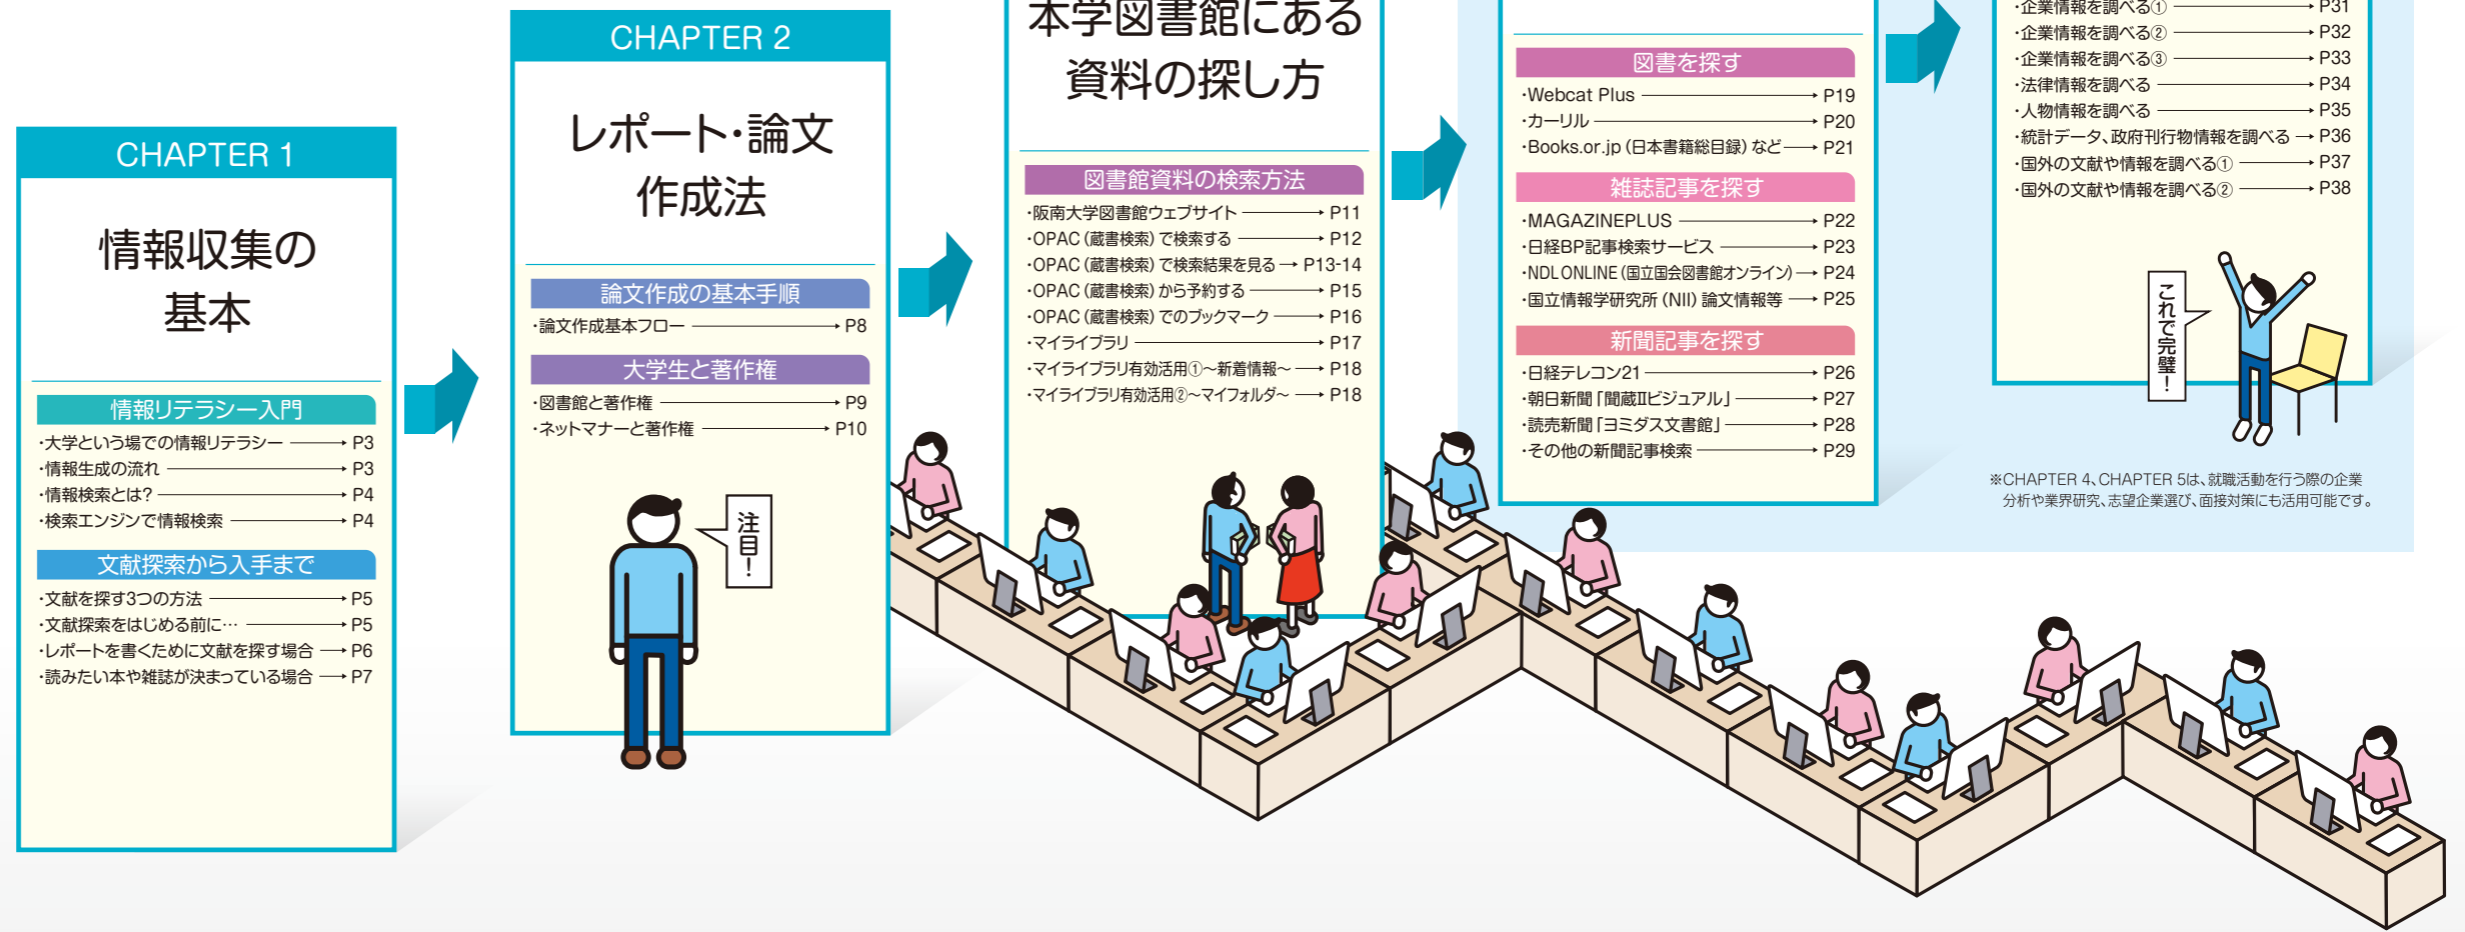 CHAPTER 1
情報収集の
基本
情報リテラシー入門
・大学という場での情報リテラシー P3
・情報生成の流れ P3
・情報検索とは? P4
・検索エンジンで情報検索 P4
文献探索から入手まで
・文献を探す3つの方法 P5
・文献探索をはじめる前に… P5
・レポートを書くために文献を探す場合 P6
・読みたい本や雑誌が決まっている場合 P7
CHAPTER 2
レポート・論文
作成法
論文作成の基本手順
・論文作成基本フロー P8
大学生と著作権
・図書館と著作権 P9
・ネットマナーと著作権 P10
注目!
本学図書館にある
資料の探し方
図書館資料の検索方法
・阪南大学図書館ウェブサイト P11
・OPAC(蔵書検索)で検索する P12
・OPAC(蔵書検索)で検索結果を見る P13-14
・OPAC(蔵書検索)から予約する P15
・OPAC(蔵書検索)でのブックマーク P16
・マイライブラリ P17
・マイライブラリ有効活用①〜新着情報〜 P18
・マイライブラリ有効活用②〜マイフォルダ〜 P18
図書を探す
・Webcat Plus P19
・カーリル P20
・Books.or.jp(日本書籍総目録)など P21
雑誌記事を探す
・MAGAZINEPLUS P22
・日経BP記事検索サービス P23
・NDL ONLINE(国立国会図書館オンライン) P24
・国立情報学研究所(NII)論文情報等 P25
新聞記事を探す
・日経テレコン21 P26
・朝日新聞「聞蔵Ⅱビジュアル」 P27
・読売新聞「ヨミダス文書館」 P28
・その他の新聞記事検索 P29
・企業情報を調べる① P31
・企業情報を調べる② P32
・企業情報を調べる③ P33
・法律情報を調べる P34
・人物情報を調べる P35
・統計データ、政府刊行物情報を調べる P36
・国外の文献や情報を調べる① P37
・国外の文献や情報を調べる② P38
これで完璧!
※CHAPTER 4、CHAPTER 5は、就職活動を行う際の企業
分析や業界研究、志望企業選び、面接対策にも活用可能です。